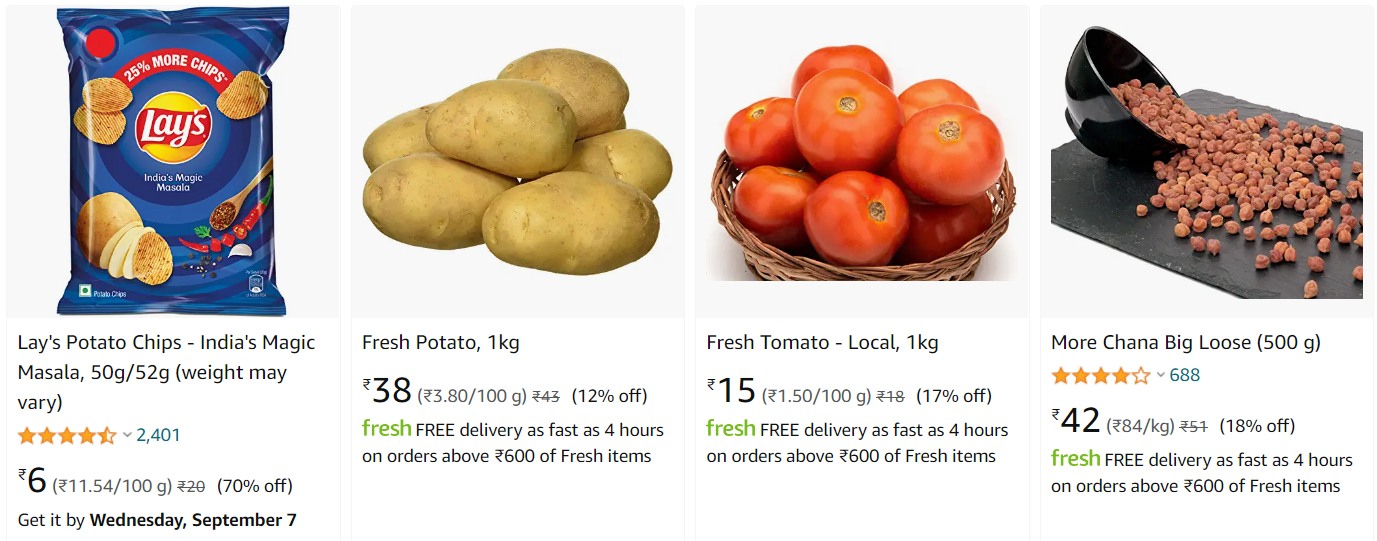 25% MORE CHIPS*
Lay's
India's Magic
Masala
Potato Chips
Lay's Potato Chips - India's Magic
Masala, 50g/52g (weight may
vary)
2,401
₹6 (₹11.54/100 g) ₹20 (70% off)
Get it by Wednesday, September 7
Fresh Potato, 1kg
₹38 (₹3.80/100 g) ₹43 (12% off)
fresh FREE delivery as fast as 4 hours
on orders above ₹600 of Fresh items
Fresh Tomato - Local, 1kg
₹15 (₹1.50/100 g) ₹18 (17% off)
fresh FREE delivery as fast as 4 hours
on orders above ₹600 of Fresh items
More Chana Big Loose (500 g)
688
₹42 (₹84/kg) ₹51 (18% off)
fresh FREE delivery as fast as 4 hours
on orders above ₹600 of Fresh items